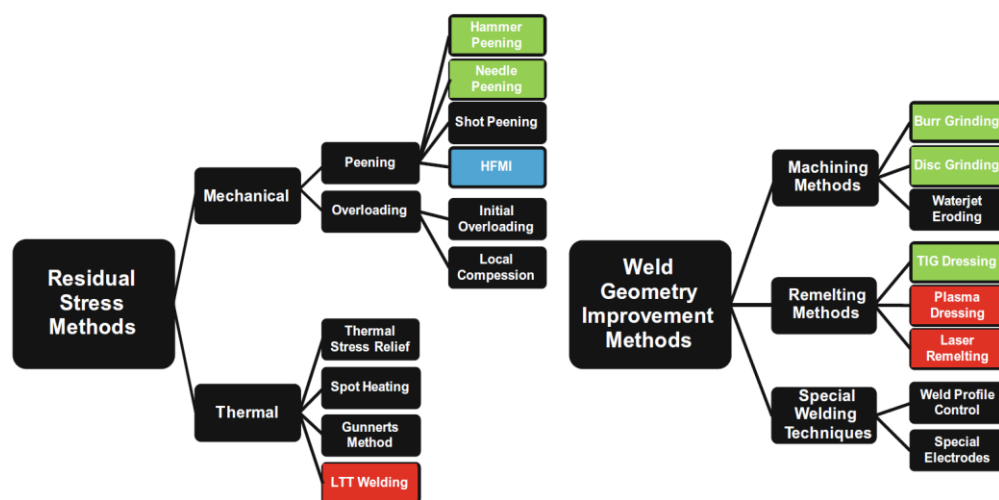 Residual
Stress
Methods
Mechanical
Peening
Hammer
Peening
Needle
Peening
Shot Peening
HFMI
Overloading
Initial
Overloading
Local
Compession
Thermal
Thermal
Stress Relief
Spot Heating
Gunnerts
Method
LTT Welding
Weld
Geometry
Improvement
Methods
Machining
Methods
Burr Grinding
Disc Grinding
Waterjet
Eroding
Remelting
Methods
TIG Dressing
Plasma
Dressing
Laser
Remelting
Special
Welding
Techniques
Weld Profile
Control
Special
Electrodes